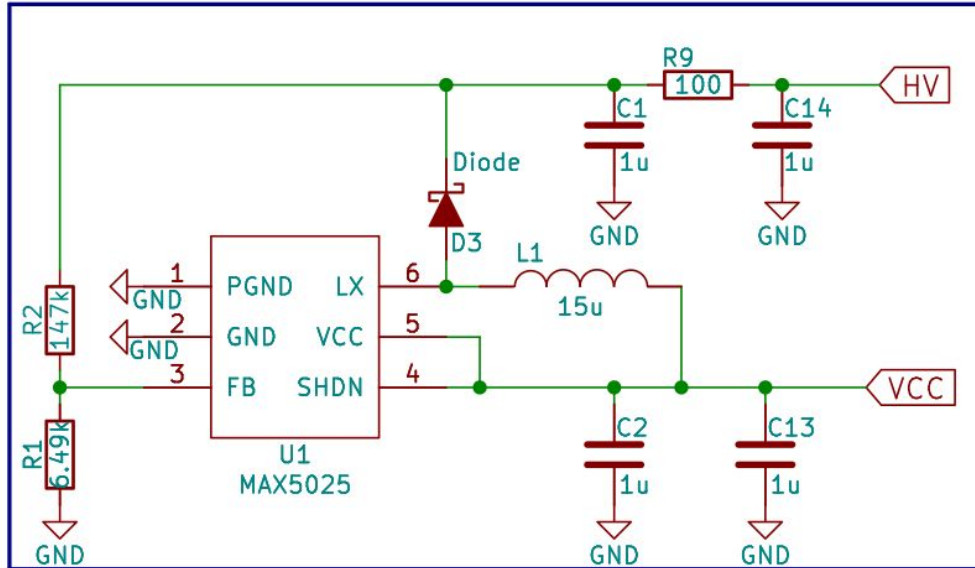 R9
100
HV
C1
1u
C14
1u
GND
GND
Diode
D3
L1
15u
1
PGND
LX
6
GND
2
GND
VCC
5
GND
3
FB
SHDN
4
VCC
R2
147k
R1
6.49k
GND
U1
MAX5025
C2
1u
C13
1u
GND
GND